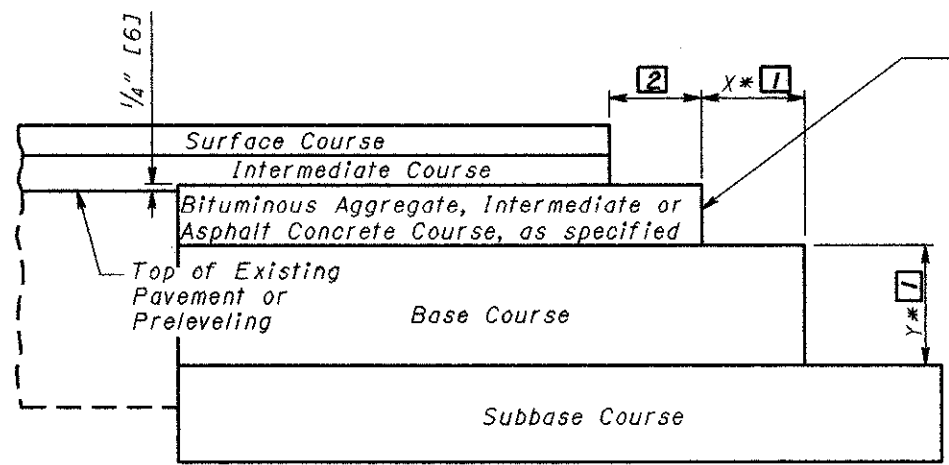 1/4" [6]
2
X* 1
Surface Course
Intermediate Course
Bituminous Aggregate, Intermediate or
Asphalt Concrete Course, as specified
Top of Existing
Pavement or
Preleveling
Base Course
Y* 1
Subbase Course